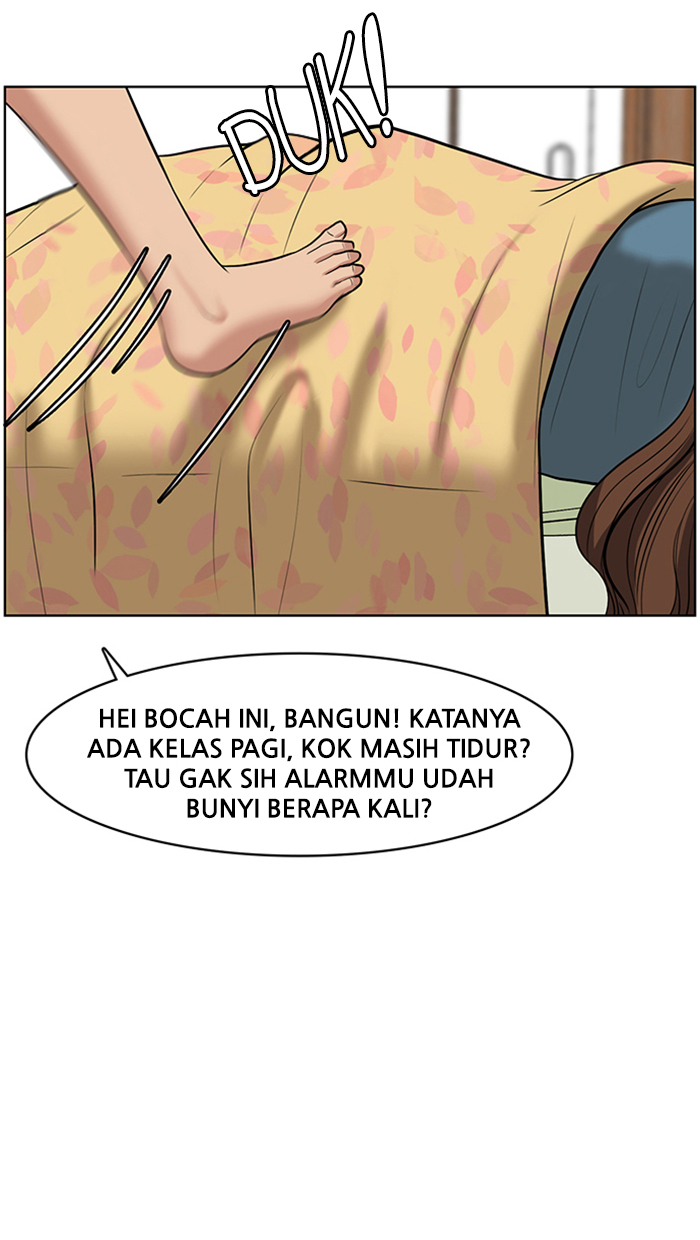 DUK!
HEI BOCAH INI, BANGUN! KATANYA
ADA KELAS PAGI, KOK MASIH TIDUR?
TAU GAK SIH ALARMMU UDAH
BUNYI BERAPA KALI?